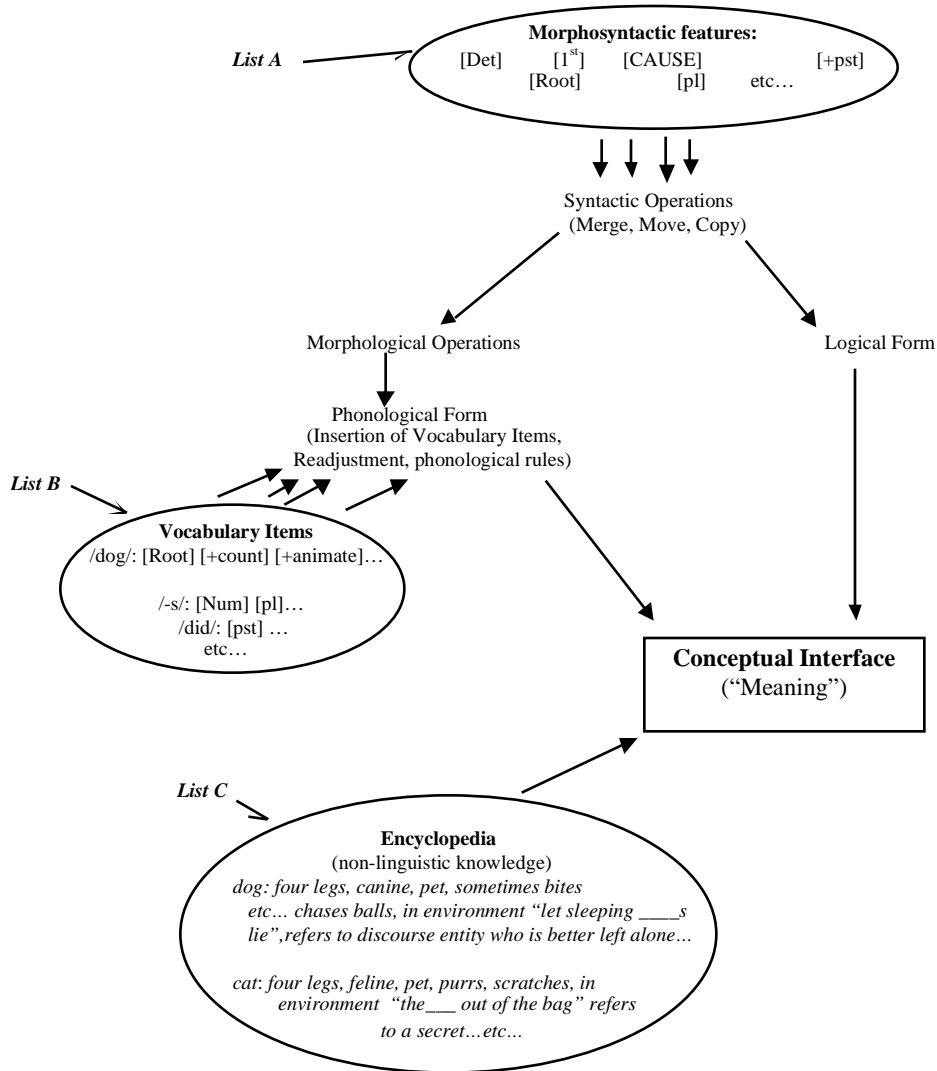 Morphosyntactic features:
List A
[Det] [1st] [CAUSE] [+pst]
[Root] [pl] etc…
Syntactic Operations
(Merge, Move, Copy)
Morphological Operations
Logical Form
Phonological Form
(Insertion of Vocabulary Items,
Readjustment, phonological rules)
List B
Vocabulary Items
/dog/: [Root] [+count] [+animate]…
/-s/: [Num] [pl]…
/did/: [pst] …
etc…
Conceptual Interface
(“Meaning”)
List C
Encyclopedia
(non-linguistic knowledge)
dog: four legs, canine, pet, sometimes bites
etc… chases balls, in environment “let sleeping ____s
lie”,refers to discourse entity who is better left alone…
cat: four legs, feline, pet, purrs, scratches, in
environment “the___ out of the bag” refers
to a secret…etc…